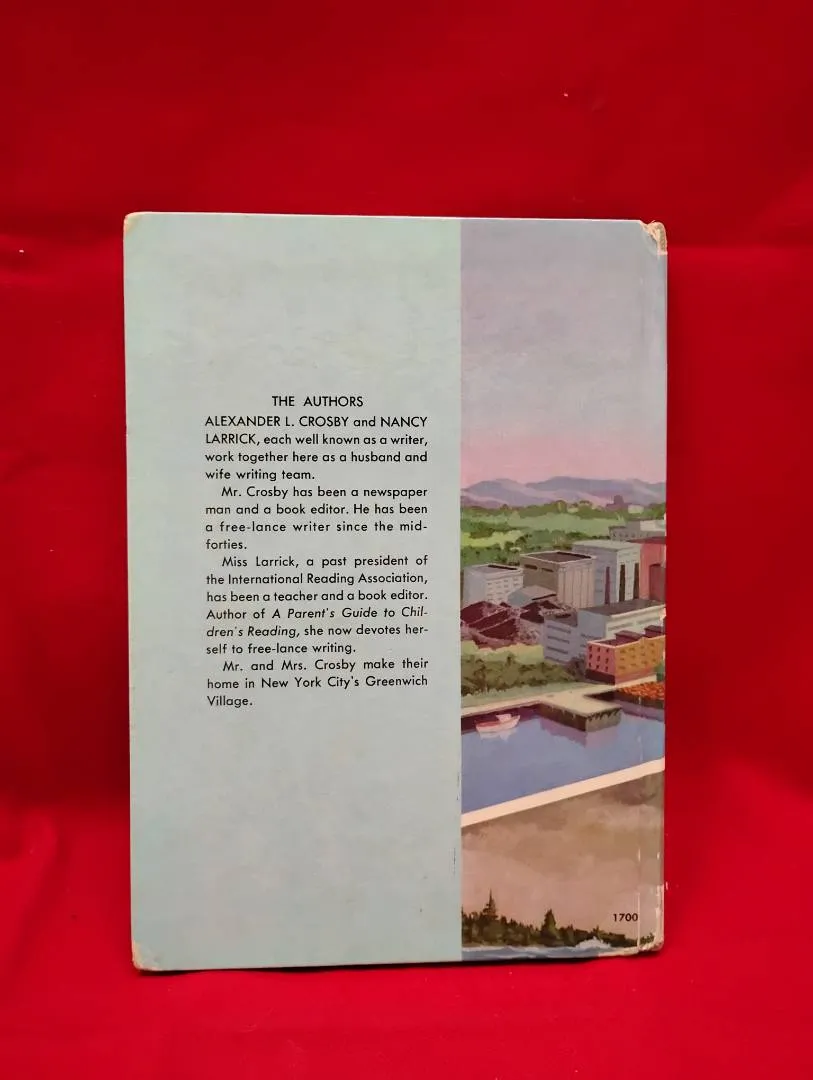 THE AUTHORS
ALEXANDER L. CROSBY and NANCY
LARRICK, each well known as a writer,
work together here as a husband and
wife writing team.
Mr. Crosby has been a newspaper
man and a book editor. He has been
a free-lance writer since the mid-
forties.
Miss Larrick, a past president of
the International Reading Association,
has been a teacher and a book editor.
Author of A Parent's Guide to Chil-
dren's Reading, she now devotes her-
self to free-lance writing.
Mr. and Mrs. Crosby make their
home in New York City's Greenwich
Village.
1700